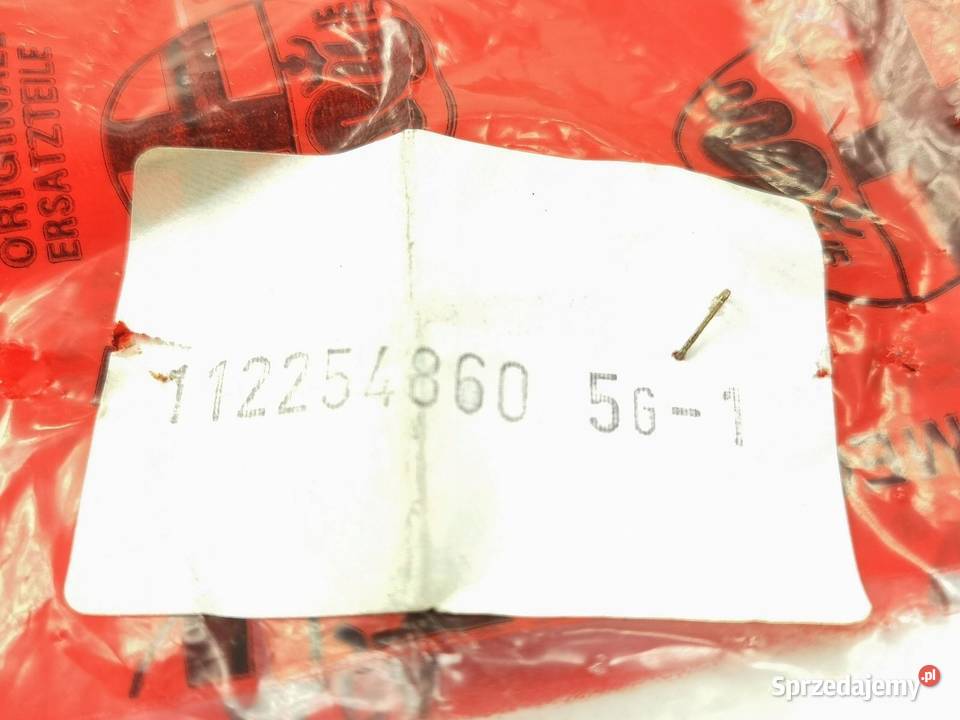 ORIGINAL
ERSATZTEILE
112254860 5G-1
Sprzedajemy.pl